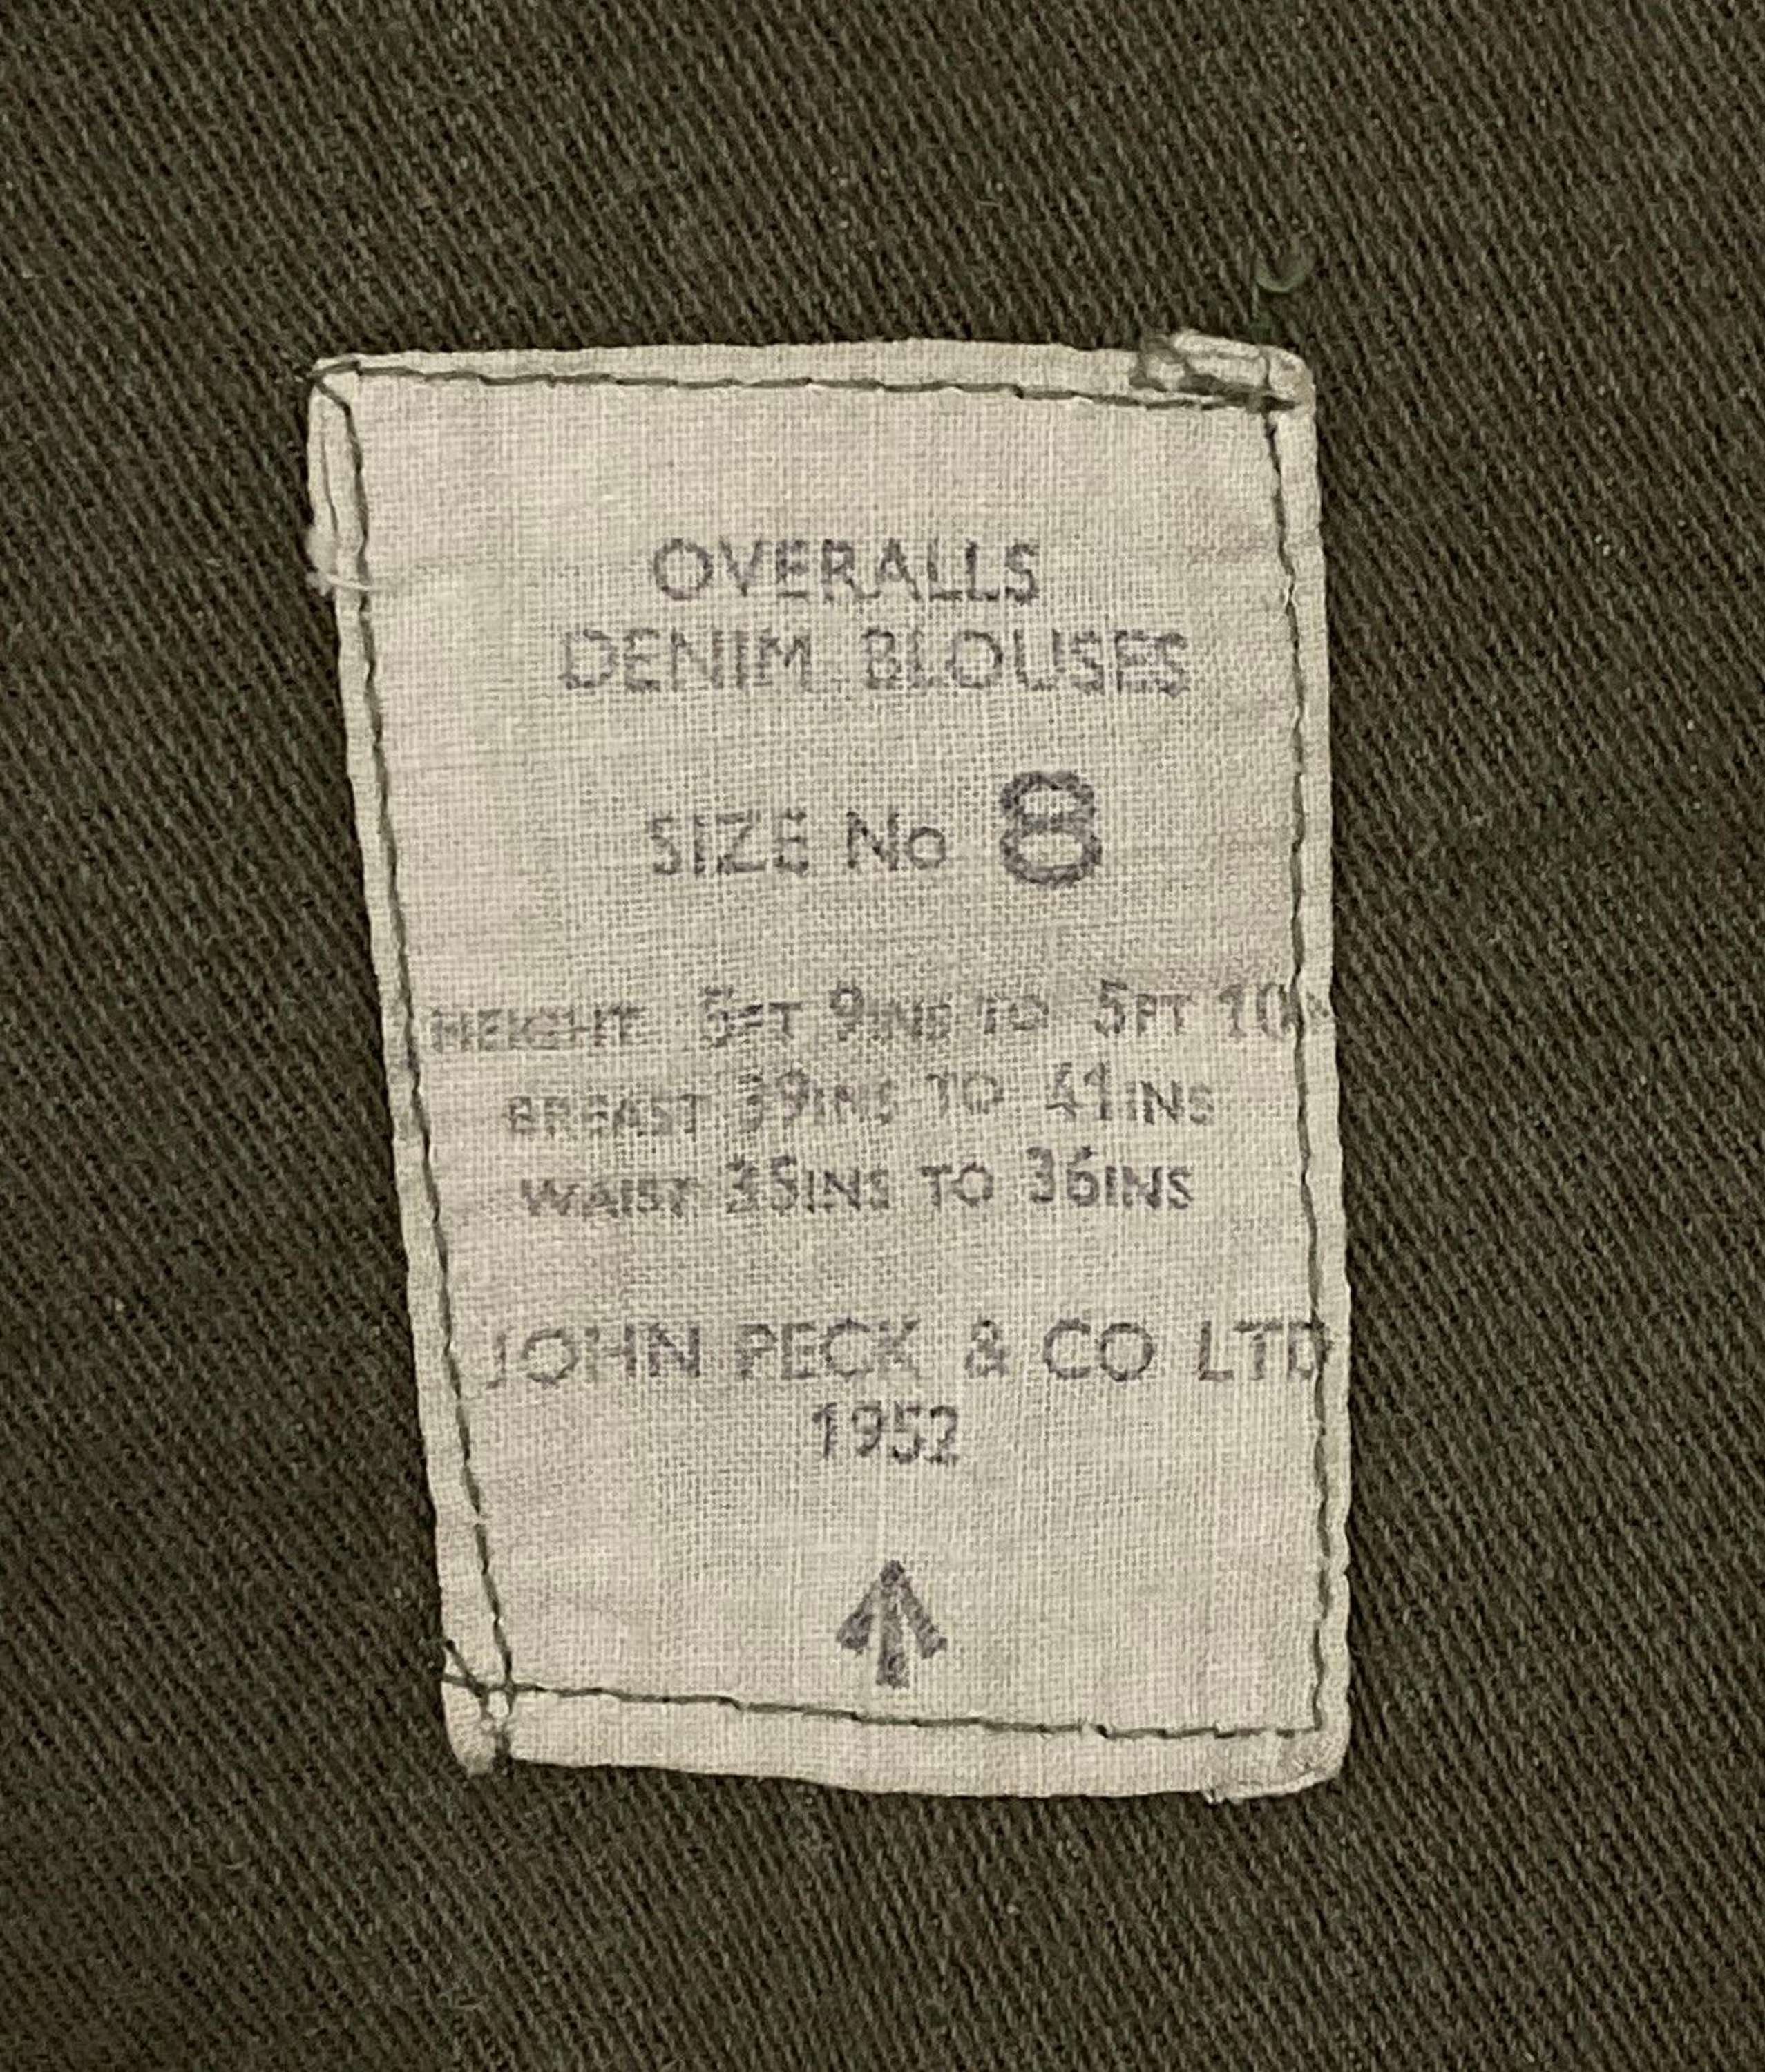 OVERALLS
DENIM BLOUSES
SIZE No 8
HEIGHT 5FT 9INS TO 5FT 10
BREAST 39INS TO 41INS
WAIST 35INS TO 36INS
JOHN PECK & CO LTD
1952